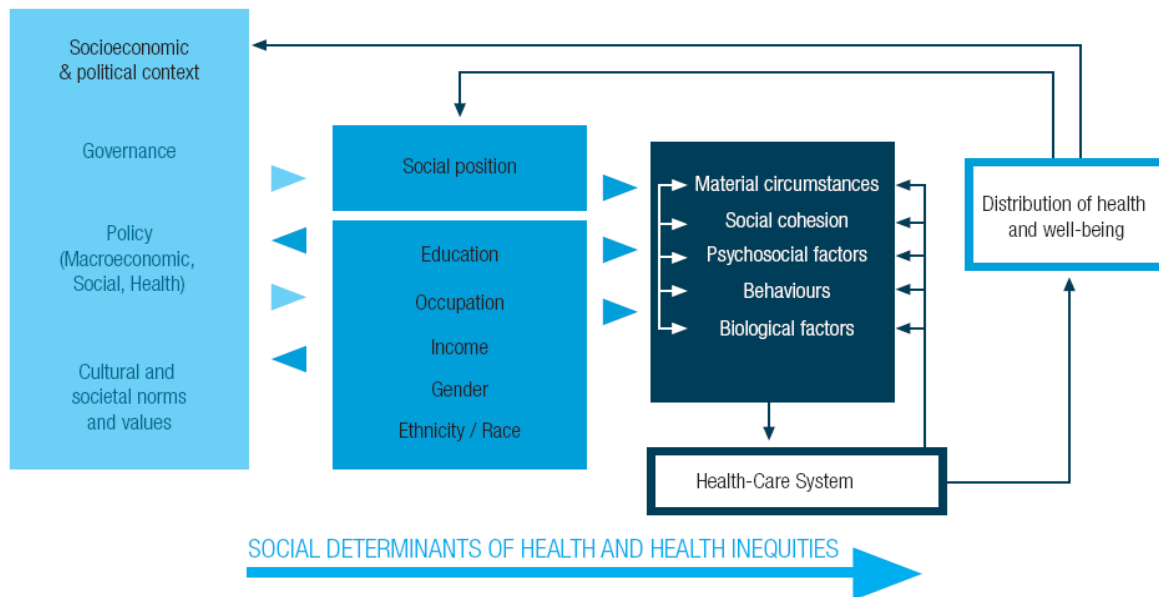 Socioeconomic
& political context
Governance
Policy
(Macroeconomic,
Social, Health)
Cultural and
societal norms
and values
Social position
Education
Occupation
Income
Gender
Ethnicity / Race
Material circumstances
Social cohesion
Psychosocial factors
Behaviours
Biological factors
Health-Care System
Distribution of health
and well-being
SOCIAL DETERMINANTS OF HEALTH AND HEALTH INEQUITIES